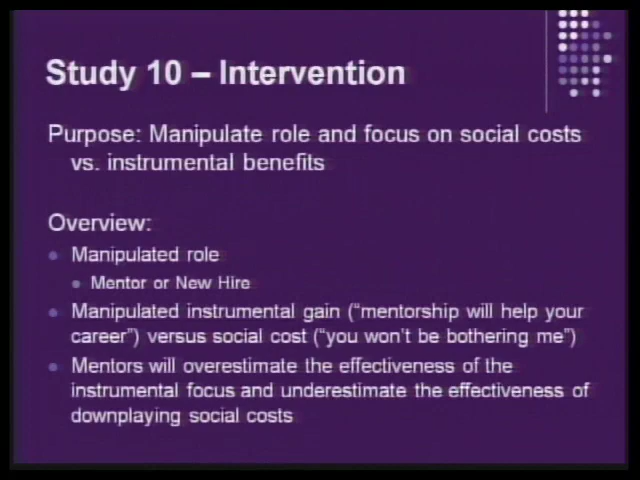 Study 10 – Intervention
Purpose: Manipulate role and focus on social costs
vs. instrumental benefits
Overview:
Manipulated role
Mentor or New Hire
Manipulated instrumental gain (“mentorship will help your
career”) versus social cost (“you won’t be bothering me”)
Mentors will overestimate the effectiveness of the
instrumental focus and underestimate the effectiveness of
downplaying social costs